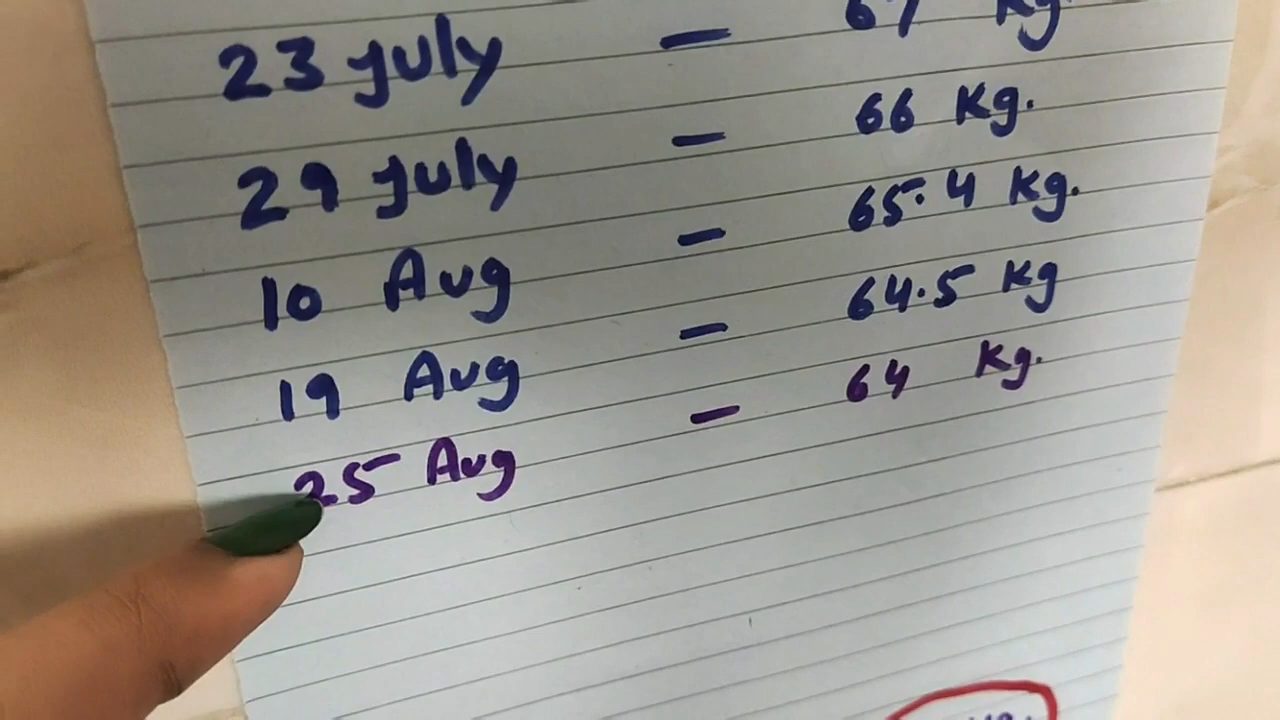 23 July - 67 Kg.
29 July - 66 Kg.
10 Aug - 65.4 Kg.
19 Aug - 64.5 Kg
25 Aug - 64 Kg.